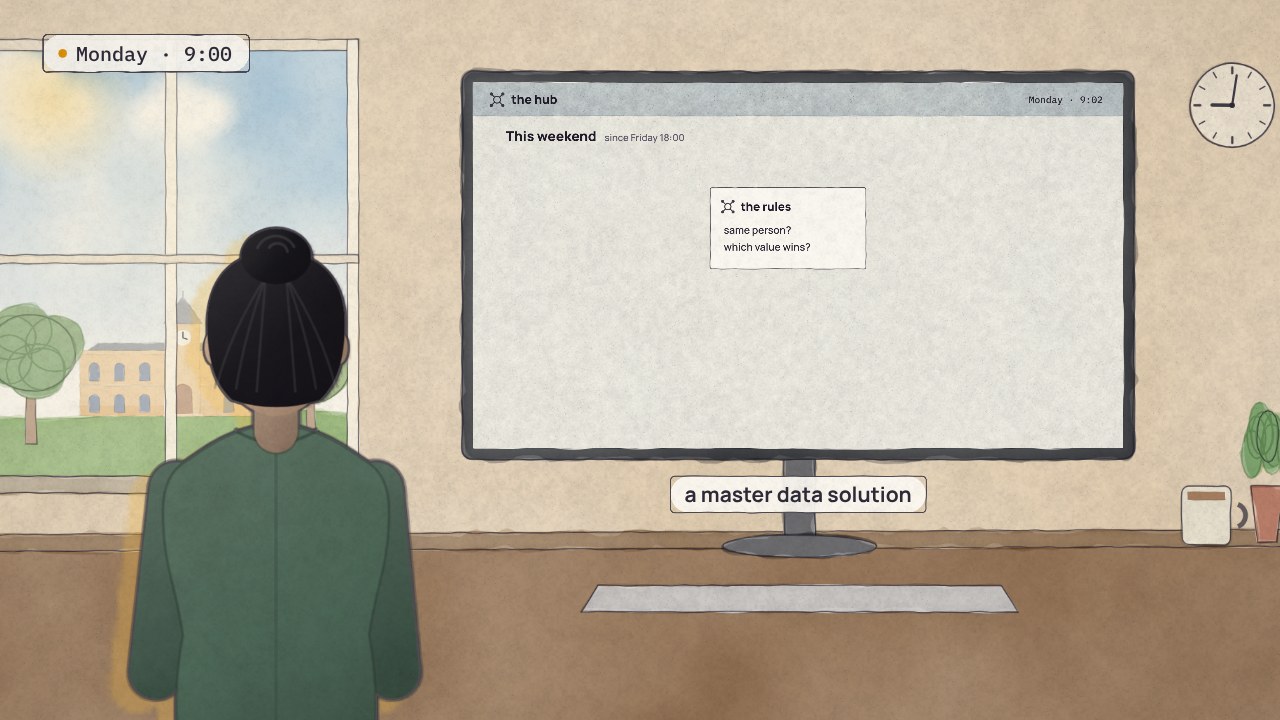 Monday · 9:00
the hub
Monday · 9:02
This weekend since Friday 18:00
the rules
same person?
which value wins?
a master data solution